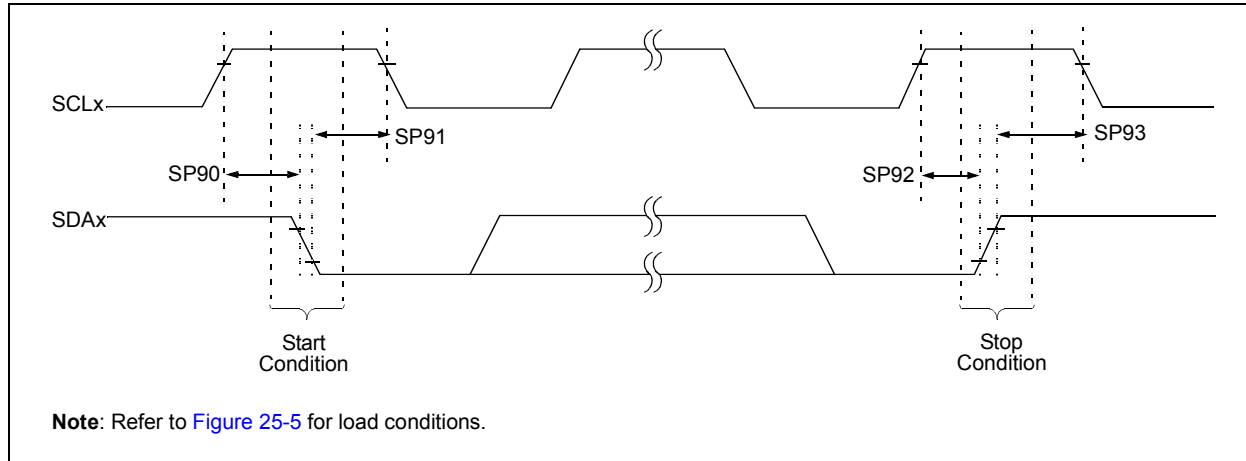 SCLx
SP91
SP93
SP90
SP92
SDAx
Start
Condition
Stop
Condition
Note: Refer to Figure 25-5 for load conditions.